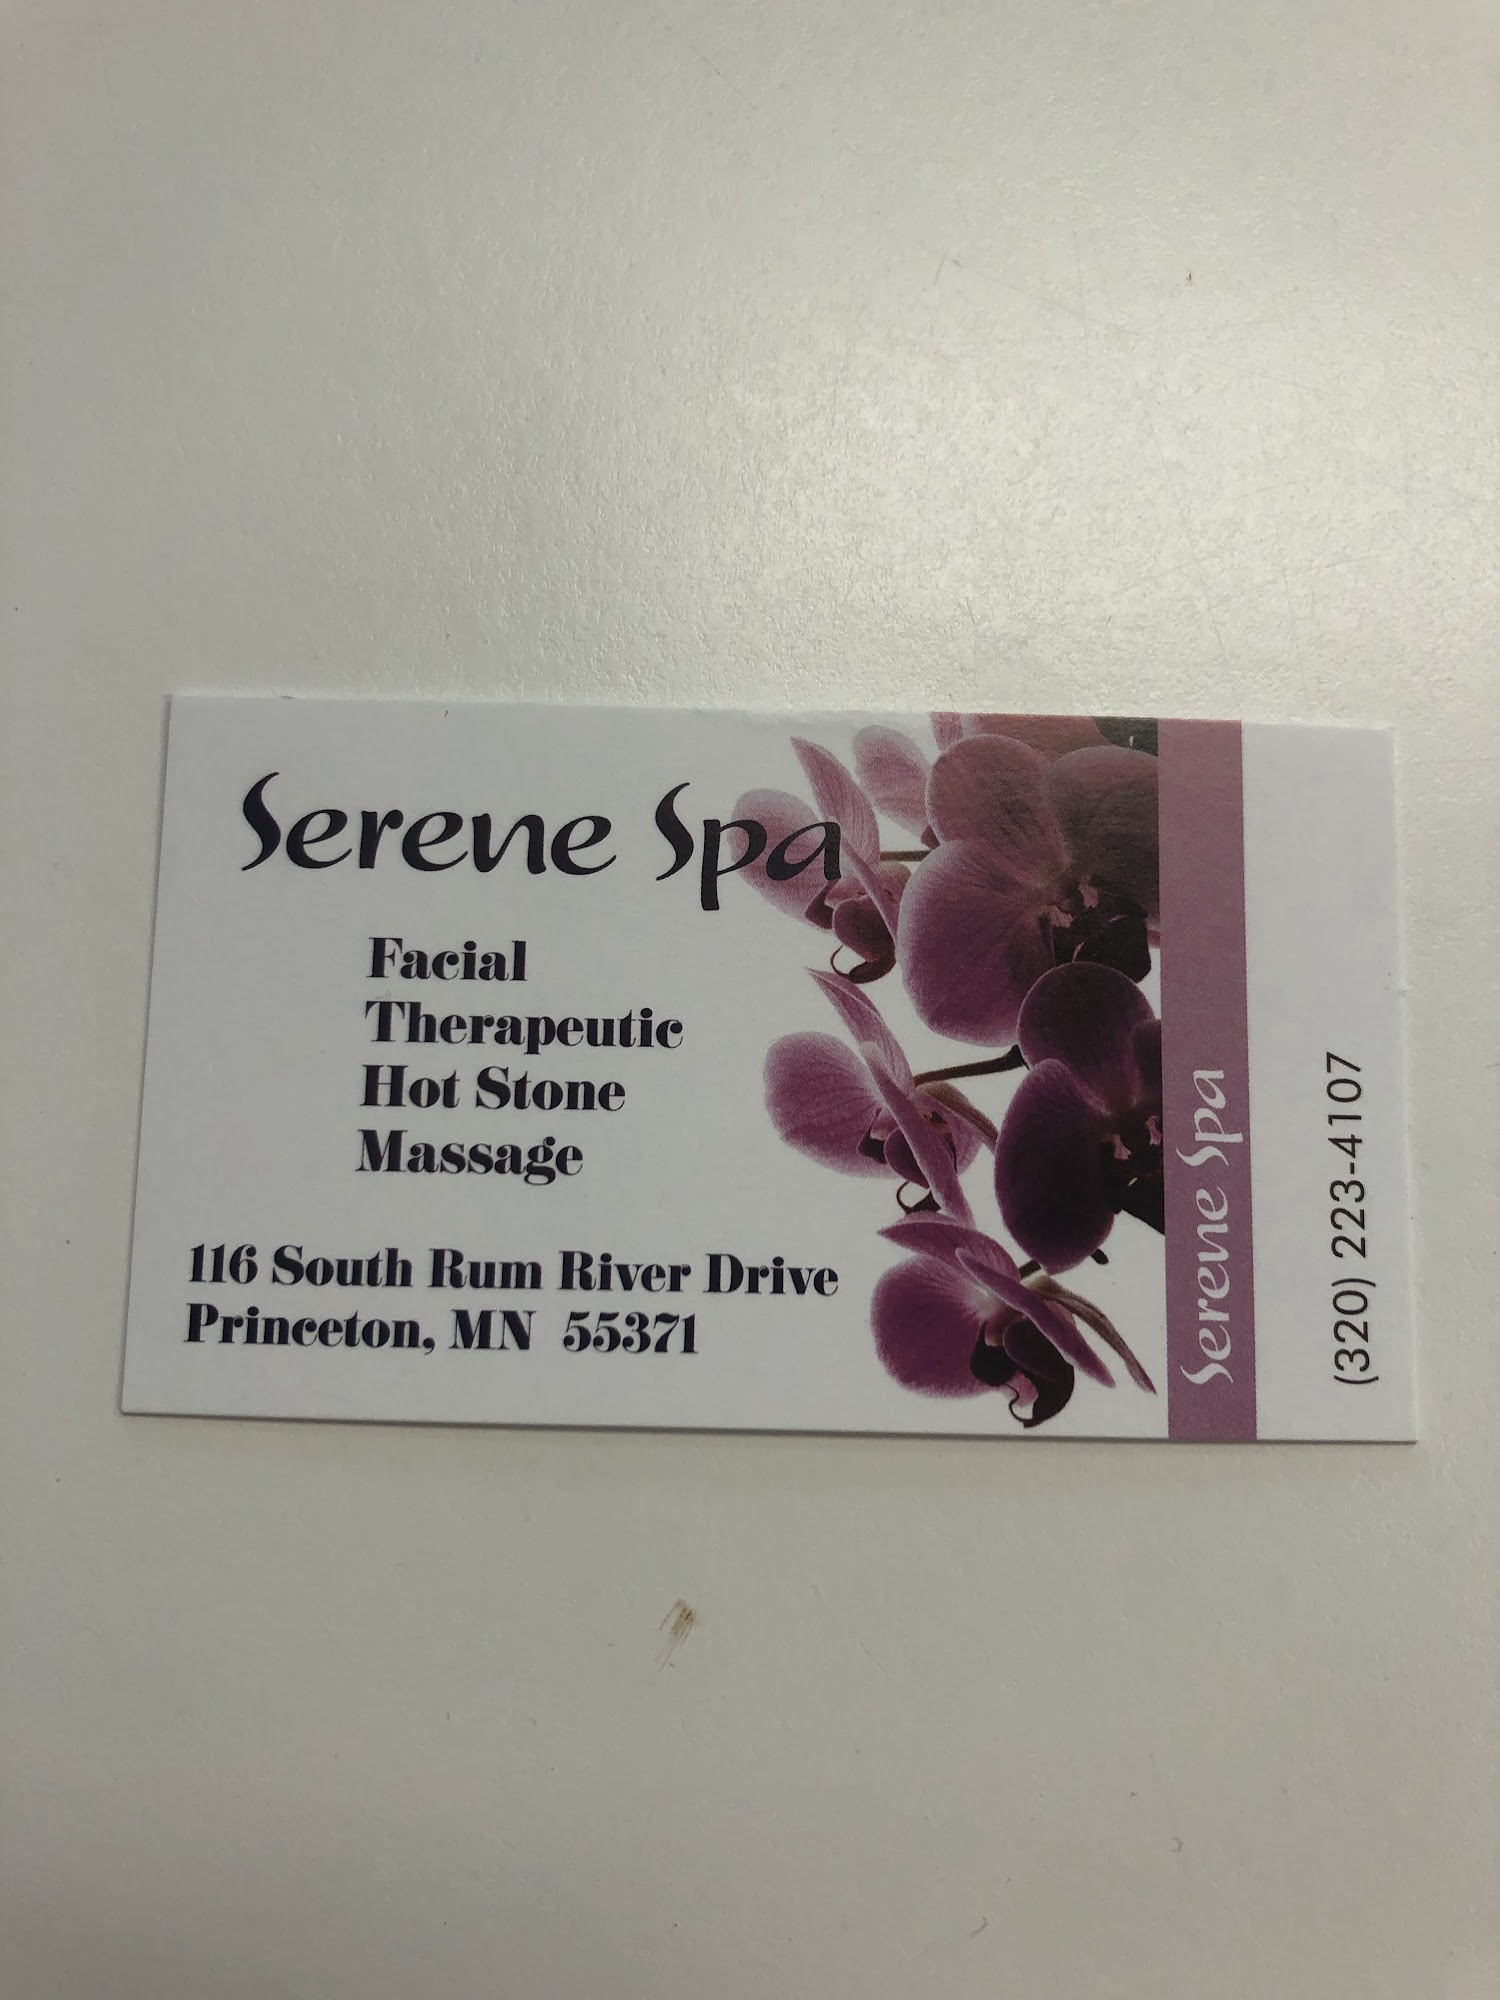 Serene Spa
Facial
Therapeutic
Hot Stone
Massage
116 South Rum River Drive
Princeton, MN 55371
Serene Spa
(320) 223-4107